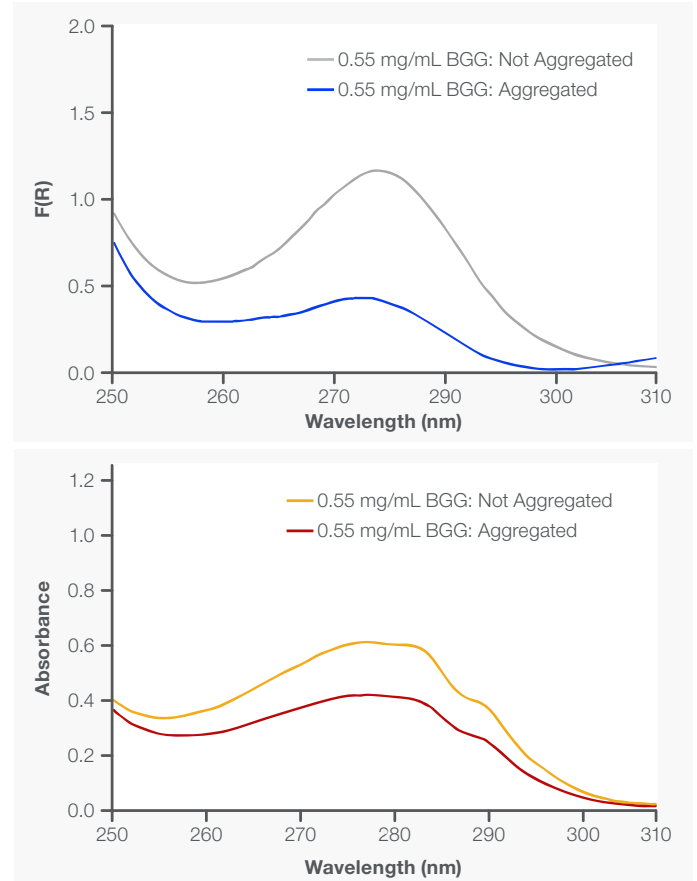 2.0
0.55 mg/mL BGG: Not Aggregated
0.55 mg/mL BGG: Aggregated
1.5
F(R)
1.0
0.5
0.0
250 260 270 290 300 310
Wavelength (nm)
1.2
0.55 mg/mL BGG: Not Aggregated
0.55 mg/mL BGG: Aggregated
1.0
0.8
Absorbance
0.6
0.4
0.2
0.0
250 260 270 280 290 300 310
Wavelength (nm)